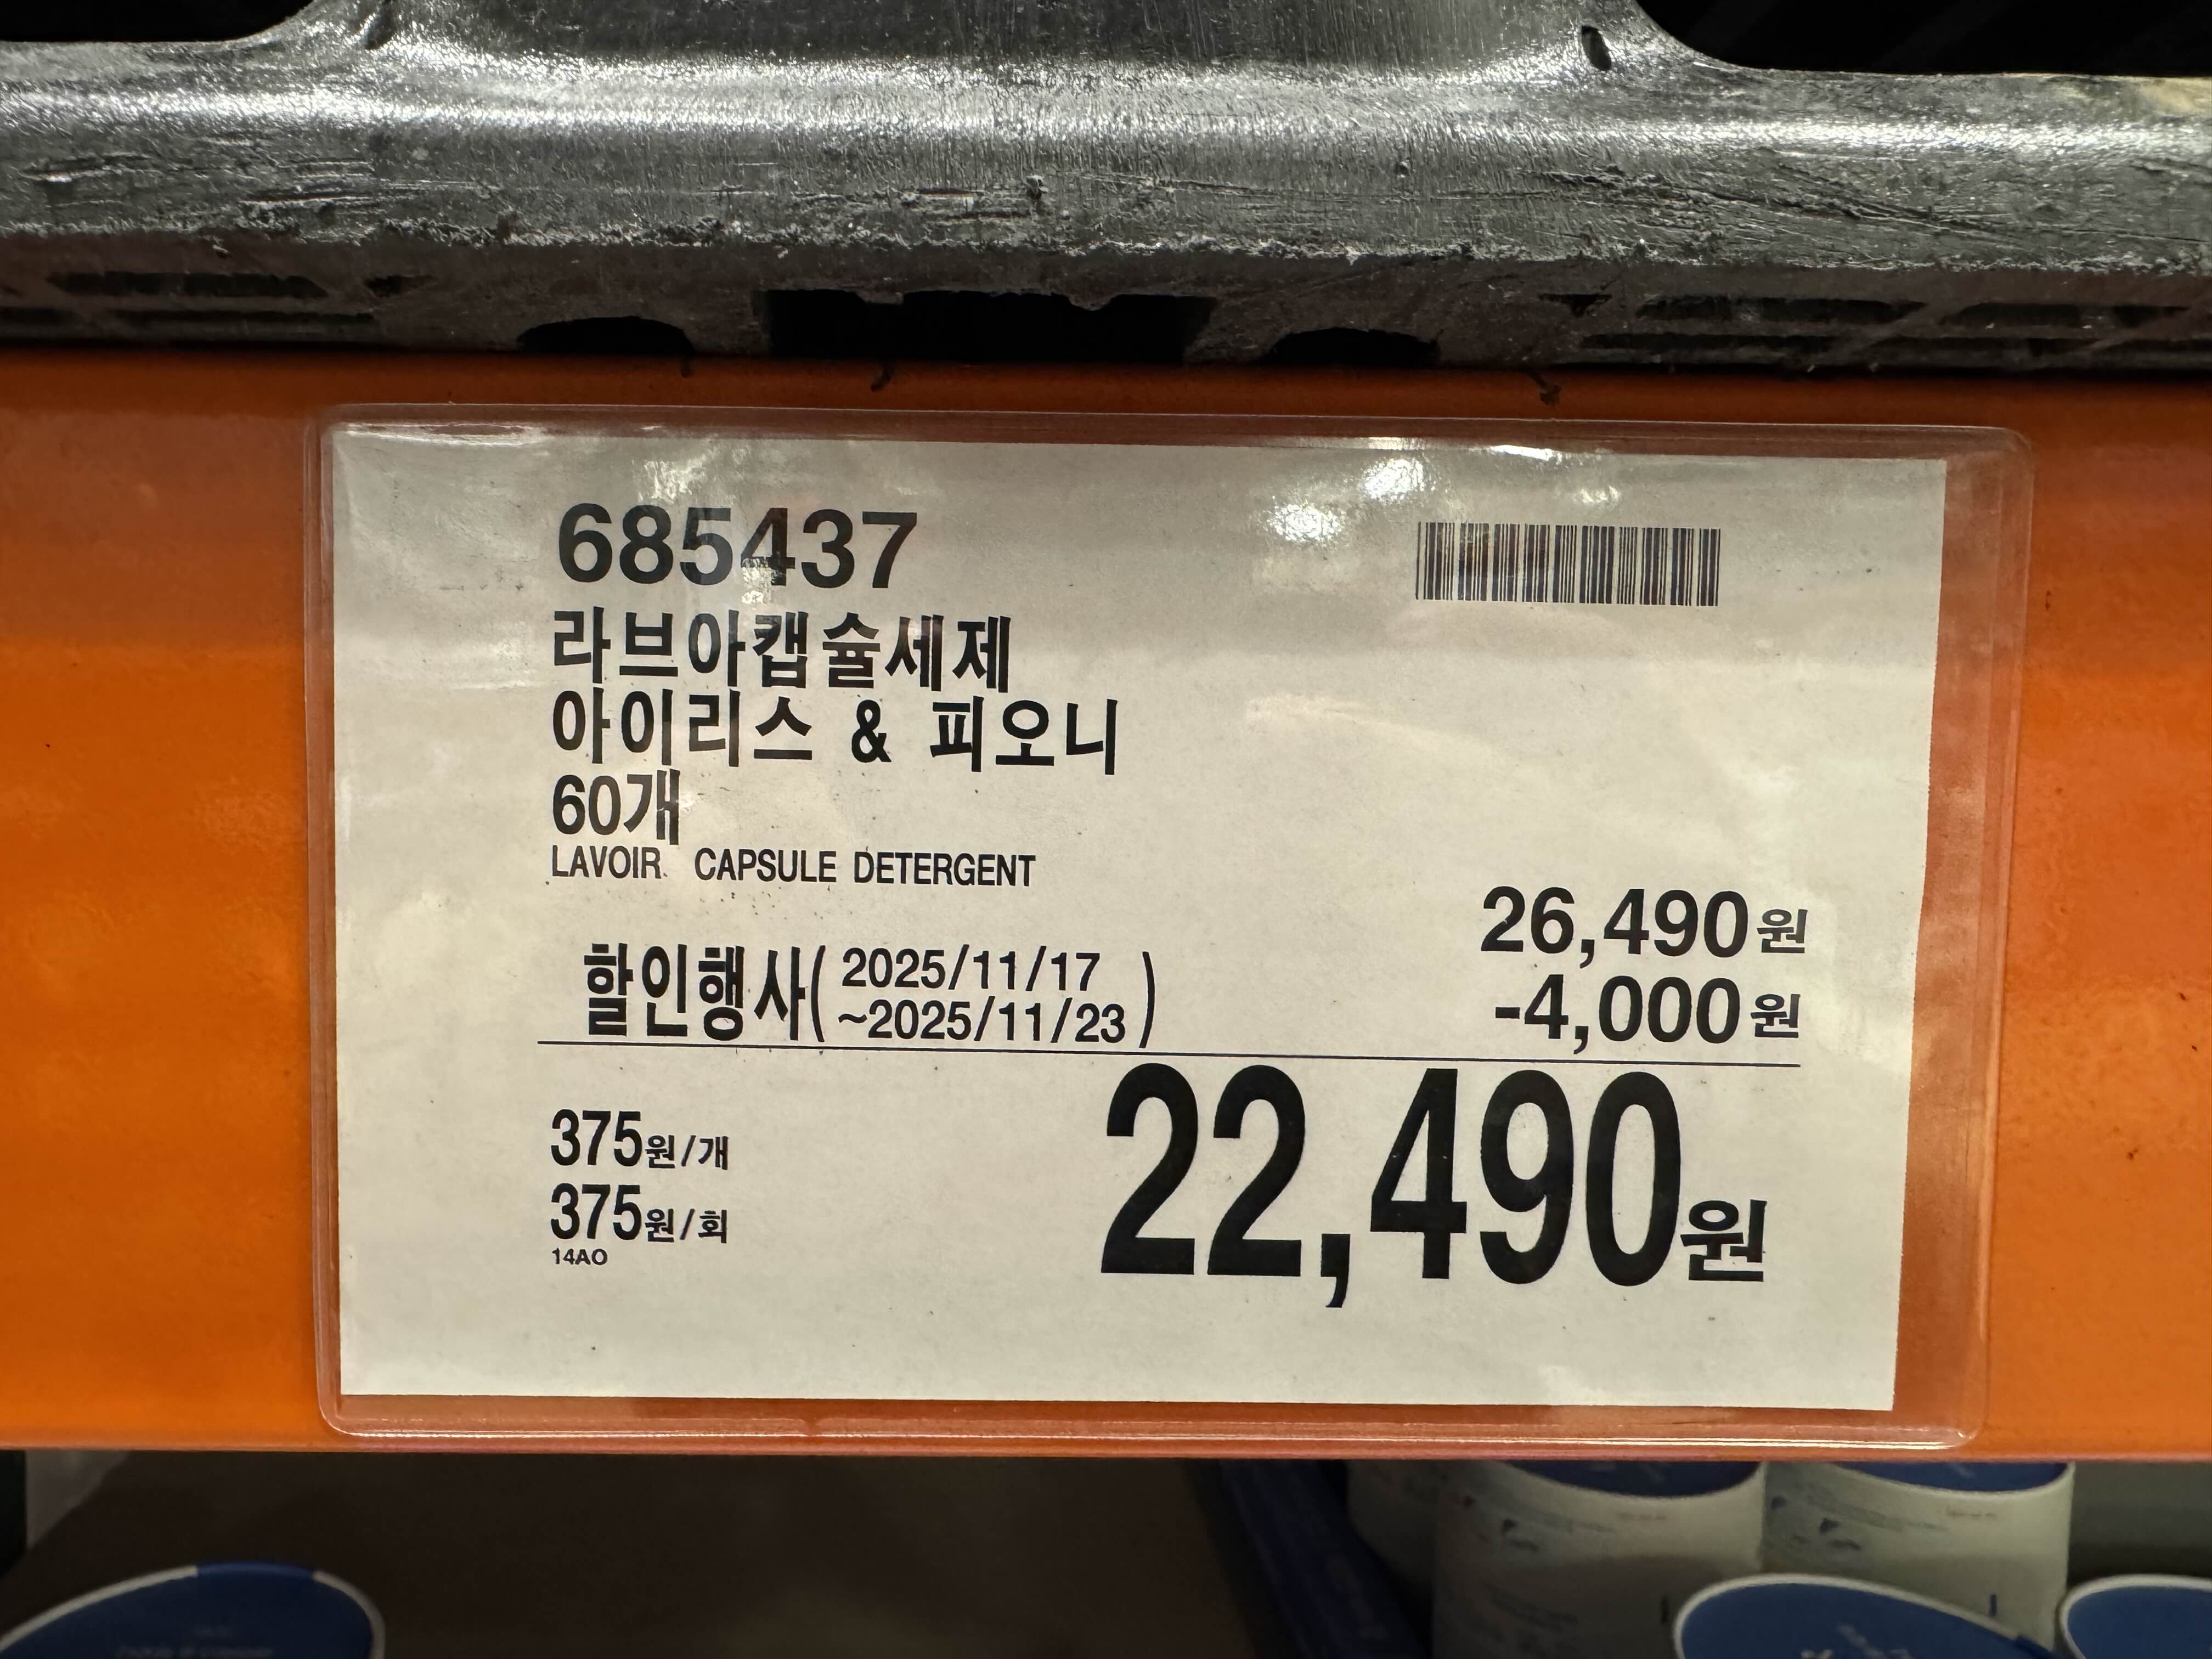 685437
라브아캡슐세제
아이리스 & 피오니
60개
LAVOIR CAPSULE DETERGENT
26,490원
할인행사( 2025/11/17 ~2025/11/23 )
-4,000원
375원/개
375원/회
22,490원
14AO